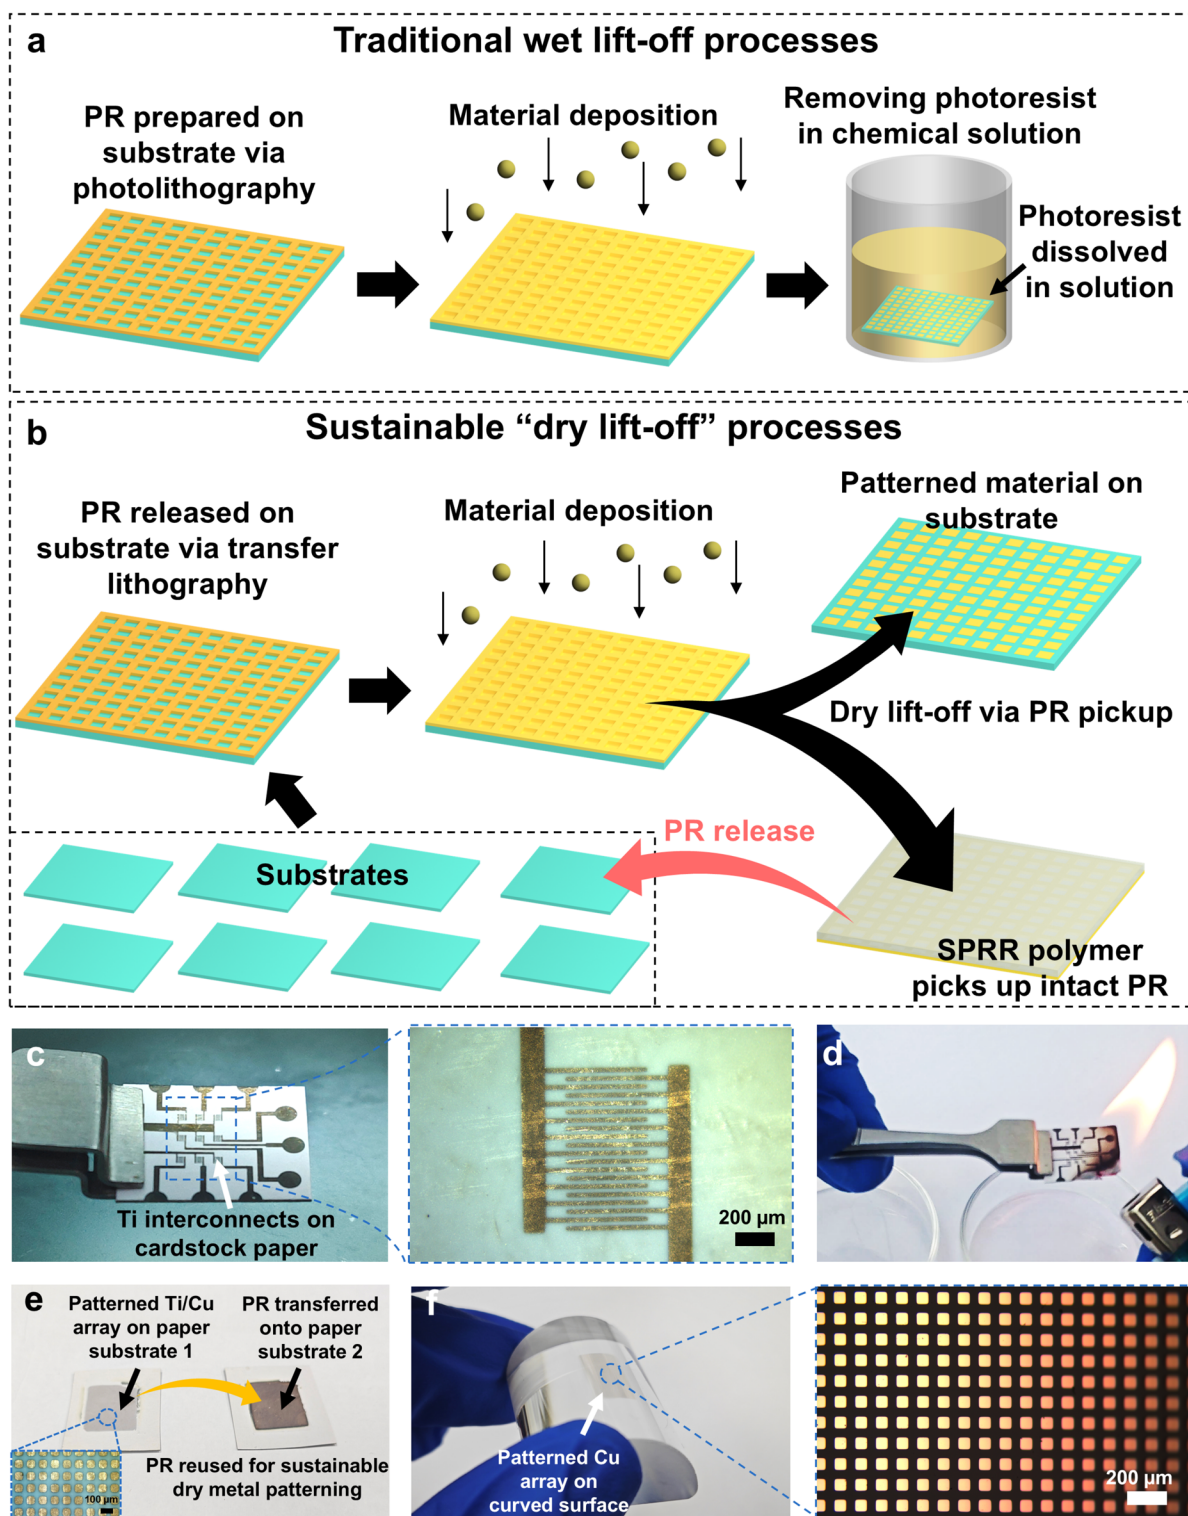 a
Traditional wet lift-off processes
PR prepared on
substrate via
photolithography
Material deposition
Removing photoresist
in chemical solution
Photoresist
dissolved
in solution
b
Sustainable “dry lift-off” processes
PR released on
substrate via transfer
lithography
Material deposition
Patterned material on
substrate
Dry lift-off via PR pickup
PR release
Substrates
SPRR polymer
picks up intact PR
c
Ti interconnects on
cardstock paper
200 µm
d
e
Patterned Ti/Cu
array on paper
substrate 1
PR transferred
onto paper
substrate 2
PR reused for sustainable
dry metal patterning
100 µm
f
Patterned Cu
array on
curved surface
200 µm